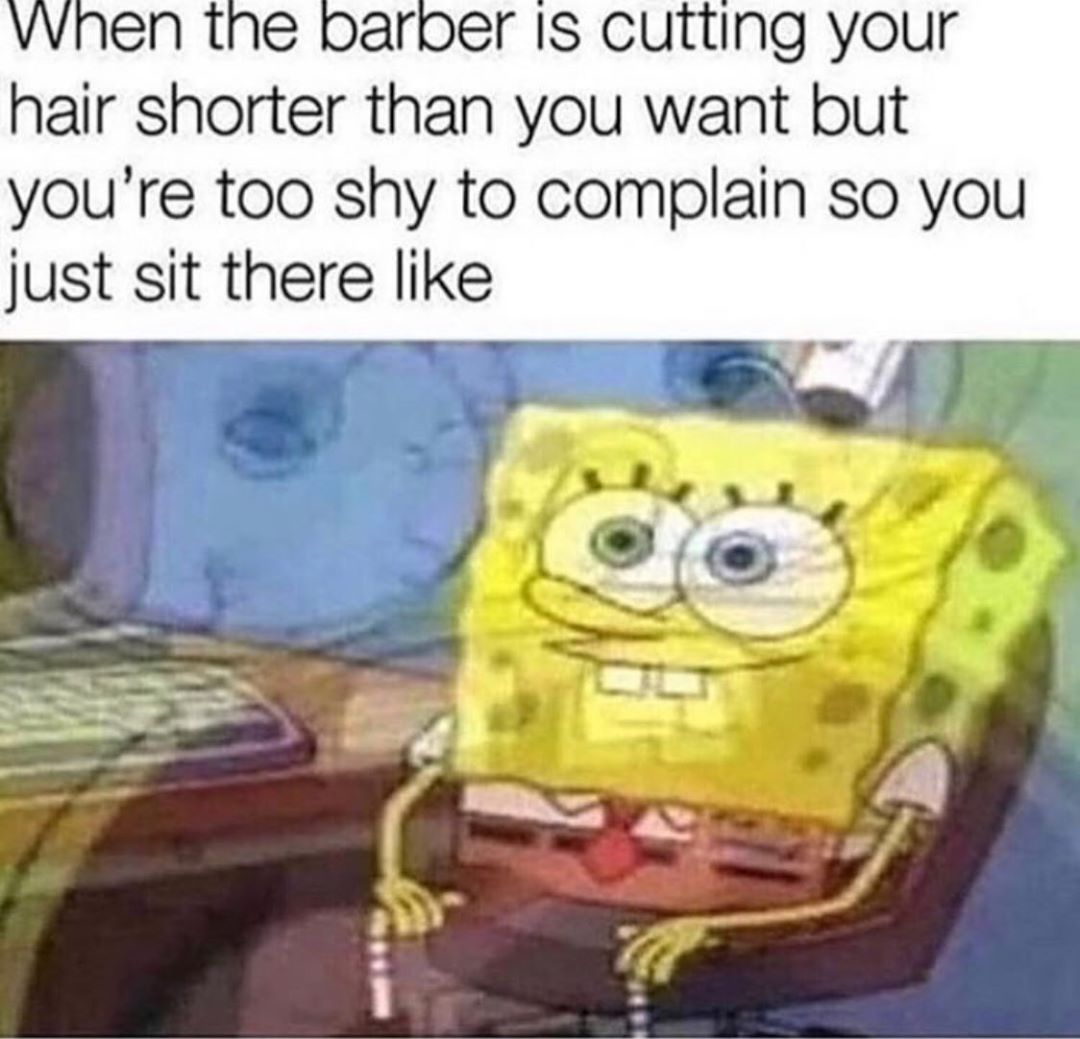 When the barber is cutting your
hair shorter than you want but
you're too shy to complain so you
just sit there like